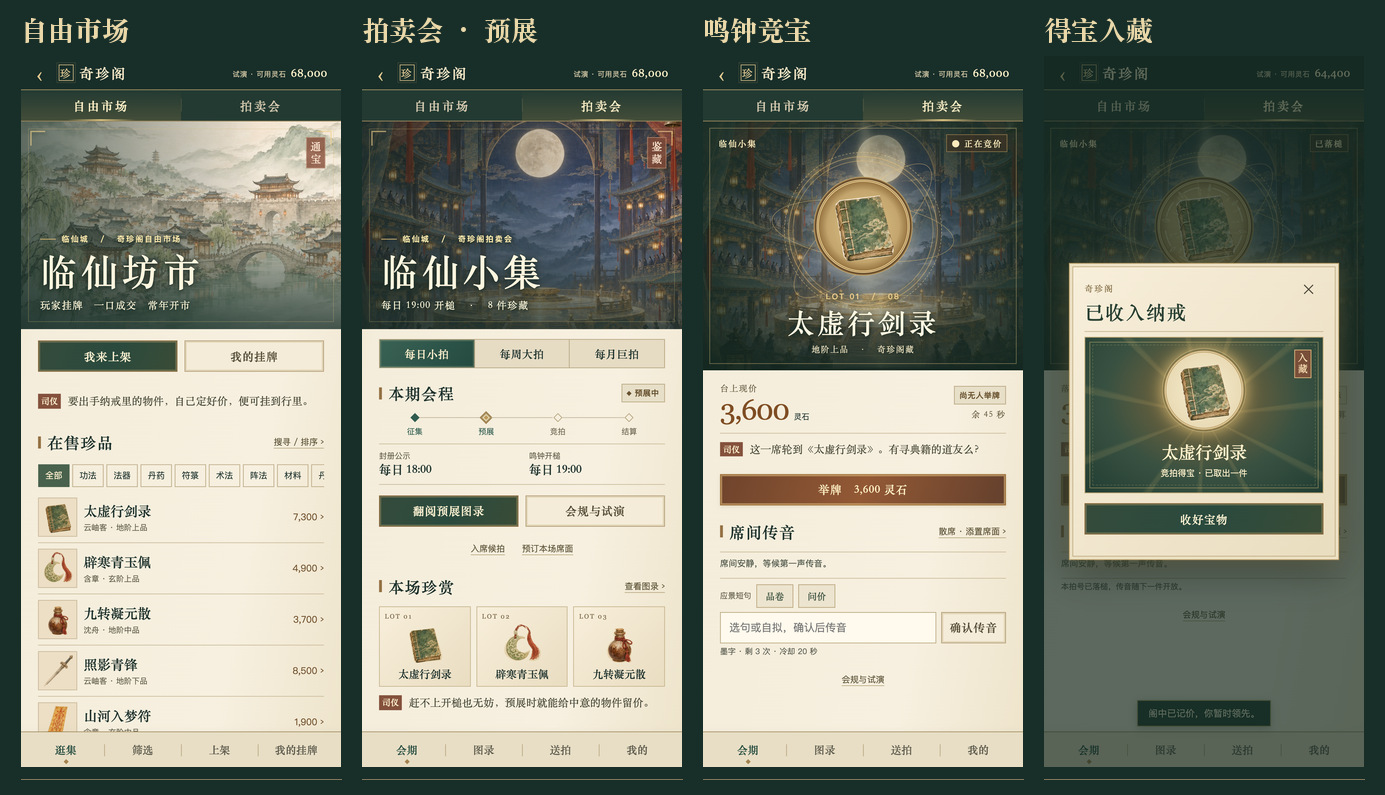 自由市场
拍卖会 · 预展
鸣钟竞宝
得宝入藏
‹ 珍 奇珍阁 试演 · 可用灵石 68,000
自由市场 拍卖会
通宝
临仙城 / 奇珍阁自由市场
临仙坊市
玩家挂牌 一口成交 常年开市
我来上架 我的挂牌
司仪 要出手纳戒里的物件，自己定好价，便可挂到行里。
在售珍品 搜寻 / 排序 ›
全部 功法 法器 丹药 符箓 术法 阵法 材料 丹
太虚行剑录 7,300 ›
云岫客 · 地阶上品
辟寒青玉佩 4,900 ›
含章 · 玄阶上品
九转凝元散 3,700 ›
沈舟 · 地阶中品
照影青锋 8,500 ›
云岫客 · 地阶下品
山河入梦符 1,900 ›
逛集 筛选 上架 我的挂牌
‹ 珍 奇珍阁 试演 · 可用灵石 68,000
自由市场 拍卖会
鉴藏
临仙城 / 奇珍阁拍卖会
临仙小集
每日 19:00 开槌 · 8 件珍藏
每日小拍 每周大拍 每月巨拍
本期会程 预展中
征集 预展 竞拍 结算
封册公示 鸣钟开槌
每日 18:00 每日 19:00
翻阅预展图录 会规与试演
入席候拍 预订本场席面
本场珍赏 查看图录 ›
LOT 01 LOT 02 LOT 03
太虚行剑录 辟寒青玉佩 九转凝元散
司仪 赶不上开槌也无妨，预展时就能给中意的物件留价。
会期 图录 送拍 我的
‹ 珍 奇珍阁 试演 · 可用灵石 68,000
自由市场 拍卖会
临仙小集 正在竞价
LOT 01 / 08
太虚行剑录
地阶上品 · 奇珍阁藏
台上现价 尚无人举牌
3,600 灵石 余 45 秒
司仪 这一席轮到《太虚行剑录》。有寻典籍的道友么？
举牌 3,600 灵石
席间传音 散席 · 添置席面 ›
席间安静，等候第一声传音。
应景短句 品卷 问价
选句或自拟，确认后传音 确认传音
墨字 · 剩 3 次 · 冷却 20 秒
会规与试演
会期 图录 送拍 我的
‹ 珍 奇珍阁 试演 · 可用灵石 64,400
自由市场 拍卖会
临仙小集 已落槌
奇珍阁
已收入纳戒
入藏
太虚行剑录
竞拍得宝 · 已取出一件
收好宝物
席间安静，等候第一声传音。
本拍号已落槌，传音随下一件开放。
会规与试演
阁中已记价，你暂时领先。
会期 图录 送拍 我的